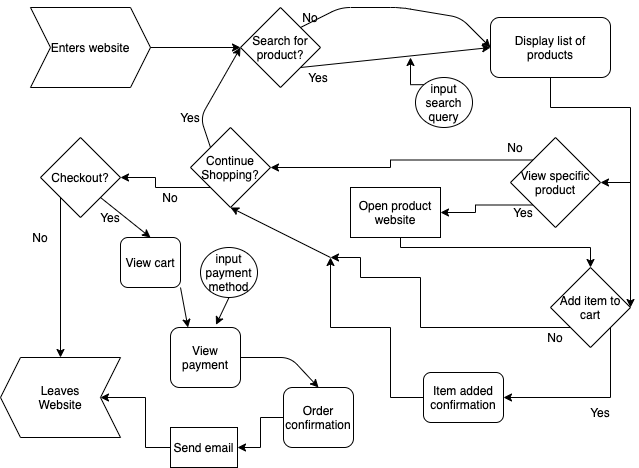 No
Enters website
Search for
product?
Display list of
products
Yes
input
search
query
Yes
No
Continue
Shopping?
View specific
product
Checkout?
No
Open product
website
Yes
Yes
No
View cart
input
payment
method
Add item to
cart
No
View
payment
Leaves
Website
Order
confirmation
Item added
confirmation
Yes
Send email